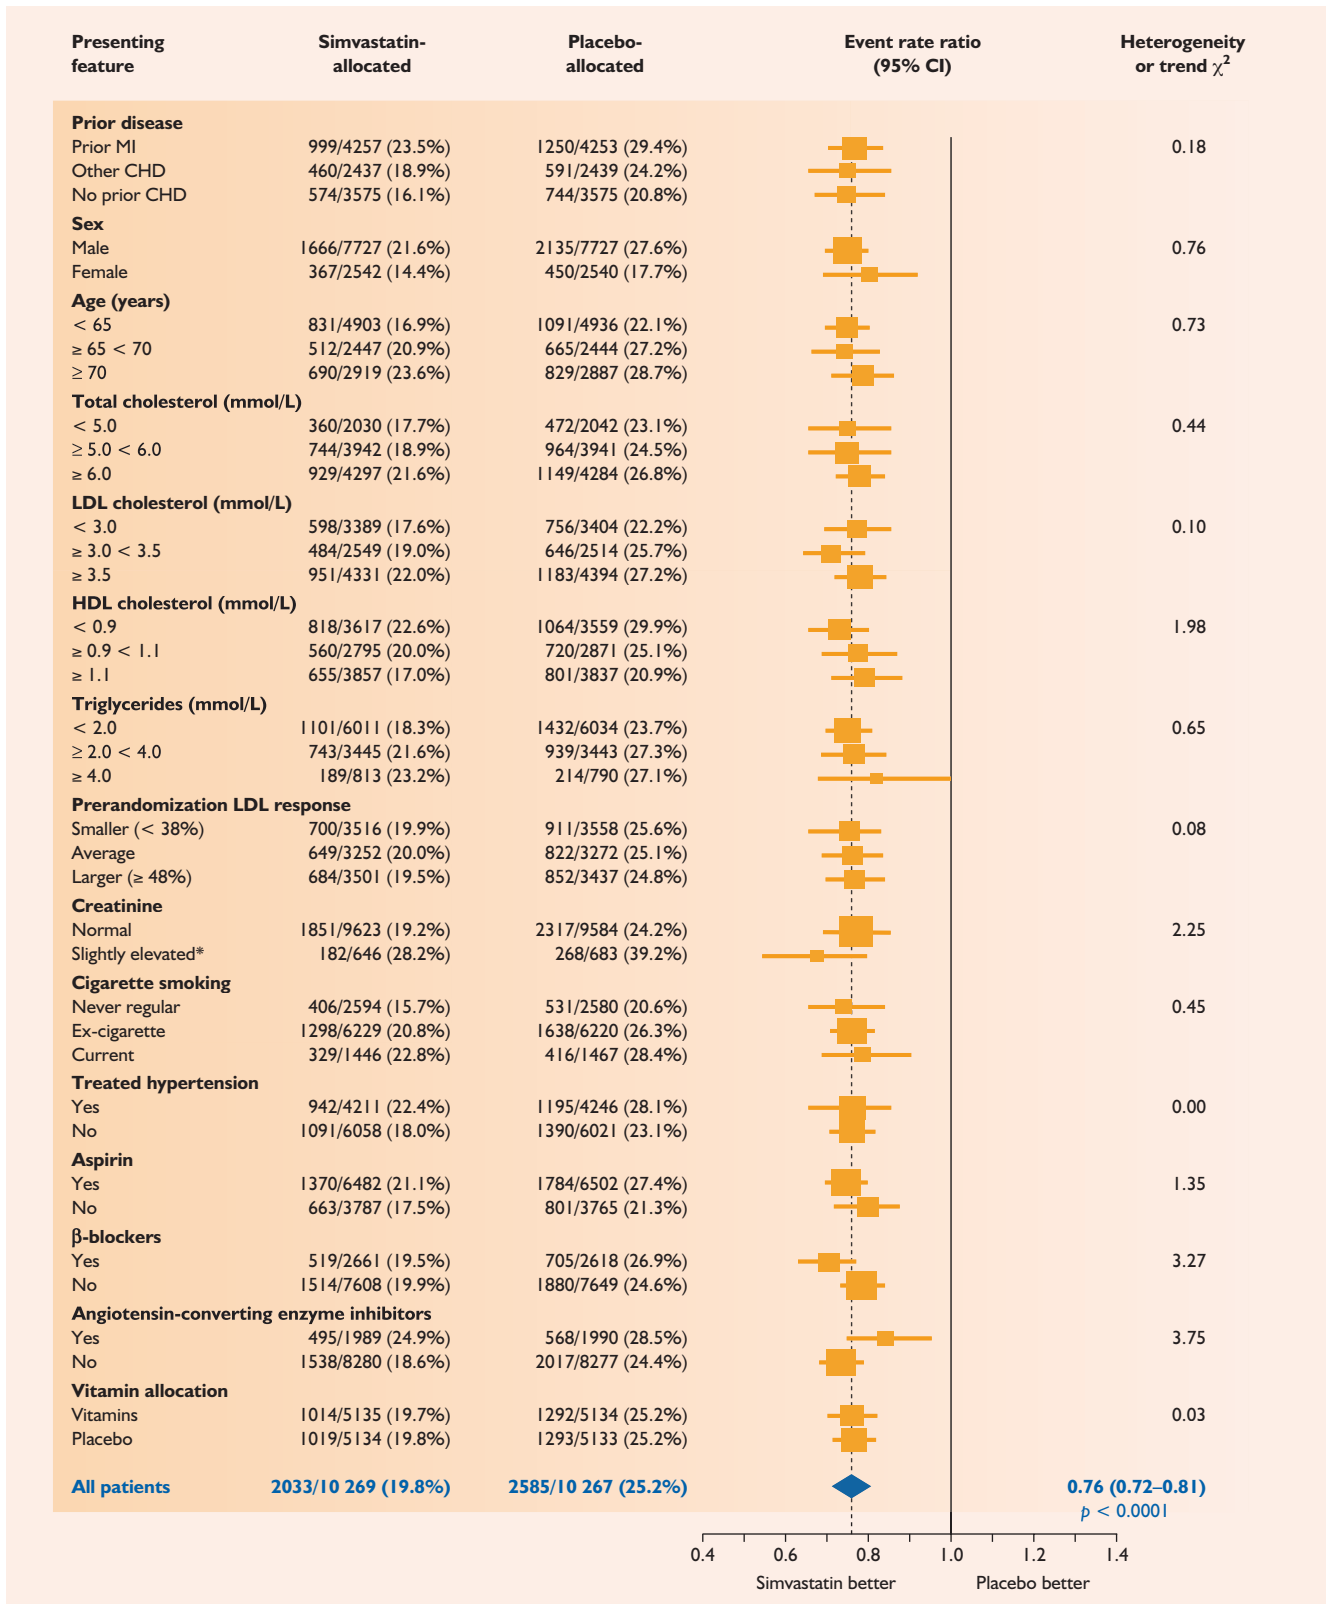 Presenting feature Simvastatin-allocated Placebo-allocated Event rate ratio (95% CI) Heterogeneity or trend χ²
Prior disease
Prior MI 999/4257 (23.5%) 1250/4253 (29.4%) 0.18
Other CHD 460/2437 (18.9%) 591/2439 (24.2%)
No prior CHD 574/3575 (16.1%) 744/3575 (20.8%)
Sex
Male 1666/7727 (21.6%) 2135/7727 (27.6%) 0.76
Female 367/2542 (14.4%) 450/2540 (17.7%)
Age (years)
< 65 831/4903 (16.9%) 1091/4936 (22.1%) 0.73
≥ 65 < 70 512/2447 (20.9%) 665/2444 (27.2%)
≥ 70 690/2919 (23.6%) 829/2887 (28.7%)
Total cholesterol (mmol/L)
< 5.0 360/2030 (17.7%) 472/2042 (23.1%) 0.44
≥ 5.0 < 6.0 744/3942 (18.9%) 964/3941 (24.5%)
≥ 6.0 929/4297 (21.6%) 1149/4284 (26.8%)
LDL cholesterol (mmol/L)
< 3.0 598/3389 (17.6%) 756/3404 (22.2%) 0.10
≥ 3.0 < 3.5 484/2549 (19.0%) 646/2514 (25.7%)
≥ 3.5 951/4331 (22.0%) 1183/4394 (27.2%)
HDL cholesterol (mmol/L)
< 0.9 818/3617 (22.6%) 1064/3559 (29.9%) 1.98
≥ 0.9 < 1.1 560/2795 (20.0%) 720/2871 (25.1%)
≥ 1.1 655/3857 (17.0%) 801/3837 (20.9%)
Triglycerides (mmol/L)
< 2.0 1101/6011 (18.3%) 1432/6034 (23.7%) 0.65
≥ 2.0 < 4.0 743/3445 (21.6%) 939/3443 (27.3%)
≥ 4.0 189/813 (23.2%) 214/790 (27.1%)
Prerandomization LDL response
Smaller (< 38%) 700/3516 (19.9%) 911/3558 (25.6%) 0.08
Average 649/3252 (20.0%) 822/3272 (25.1%)
Larger (≥ 48%) 684/3501 (19.5%) 852/3437 (24.8%)
Creatinine
Normal 1851/9623 (19.2%) 2317/9584 (24.2%) 2.25
Slightly elevated* 182/646 (28.2%) 268/683 (39.2%)
Cigarette smoking
Never regular 406/2594 (15.7%) 531/2580 (20.6%) 0.45
Ex-cigarette 1298/6229 (20.8%) 1638/6220 (26.3%)
Current 329/1446 (22.8%) 416/1467 (28.4%)
Treated hypertension
Yes 942/4211 (22.4%) 1195/4246 (28.1%) 0.00
No 1091/6058 (18.0%) 1390/6021 (23.1%)
Aspirin
Yes 1370/6482 (21.1%) 1784/6502 (27.4%) 1.35
No 663/3787 (17.5%) 801/3765 (21.3%)
β-blockers
Yes 519/2661 (19.5%) 705/2618 (26.9%) 3.27
No 1514/7608 (19.9%) 1880/7649 (24.6%)
Angiotensin-converting enzyme inhibitors
Yes 495/1989 (24.9%) 568/1990 (28.5%) 3.75
No 1538/8280 (18.6%) 2017/8277 (24.4%)
Vitamin allocation
Vitamins 1014/5135 (19.7%) 1292/5134 (25.2%) 0.03
Placebo 1019/5134 (19.8%) 1293/5133 (25.2%)
All patients 2033/10 269 (19.8%) 2585/10 267 (25.2%) 0.76 (0.72–0.81)
p < 0.0001
0.4 0.6 0.8 1.0 1.2 1.4
Simvastatin better Placebo better